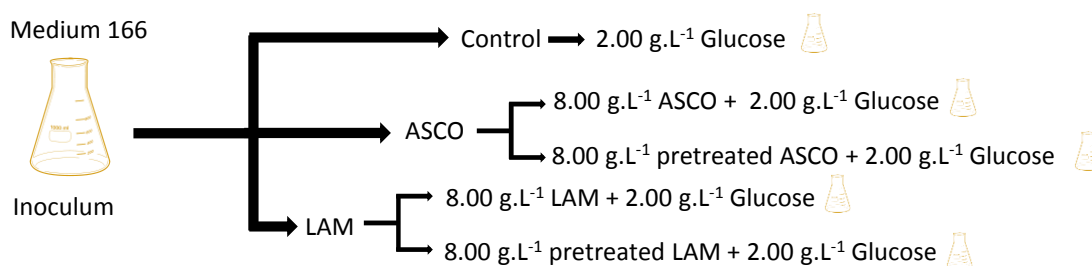 Medium 166
Inoculum
Control
2.00 g.L⁻¹ Glucose
ASCO
8.00 g.L⁻¹ ASCO + 2.00 g.L⁻¹ Glucose
8.00 g.L⁻¹ pretreated ASCO + 2.00 g.L⁻¹ Glucose
LAM
8.00 g.L⁻¹ LAM + 2.00 g.L⁻¹ Glucose
8.00 g.L⁻¹ pretreated LAM + 2.00 g.L⁻¹ Glucose